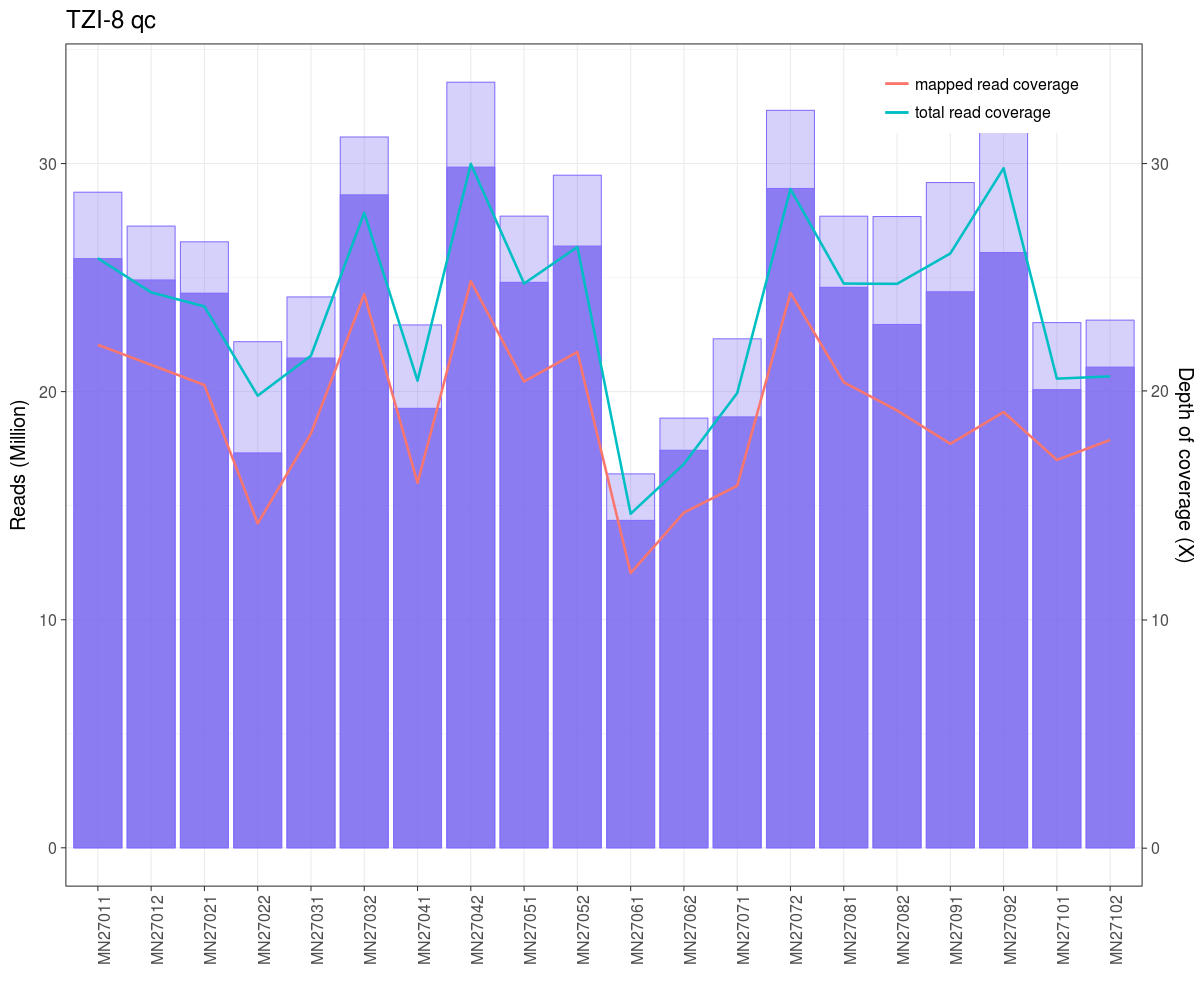 TZI-8 qc
mapped read coverage
total read coverage
30
20
10
0
Reads (Million)
30
20
10
0
Depth of coverage (X)
MN27011
MN27012
MN27021
MN27022
MN27031
MN27032
MN27041
MN27042
MN27051
MN27052
MN27061
MN27062
MN27071
MN27072
MN27081
MN27082
MN27091
MN27092
MN27101
MN27102